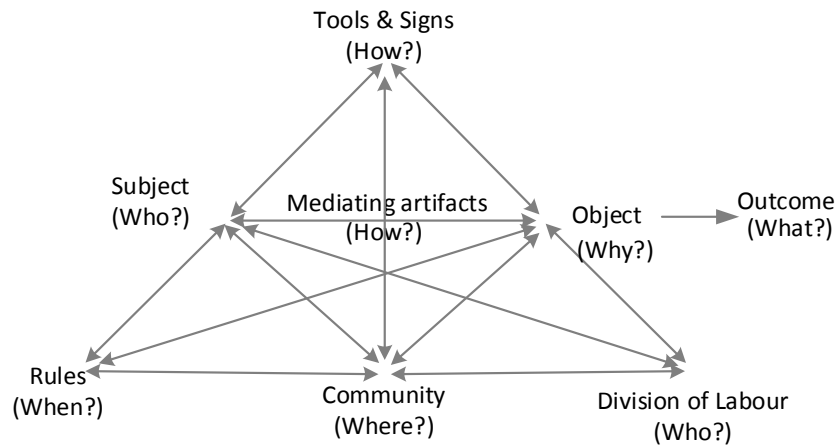 Tools & Signs
(How?)
Subject
(Who?)
Mediating artifacts
(How?)
Object
(Why?)
Outcome
(What?)
Rules
(When?)
Community
(Where?)
Division of Labour
(Who?)